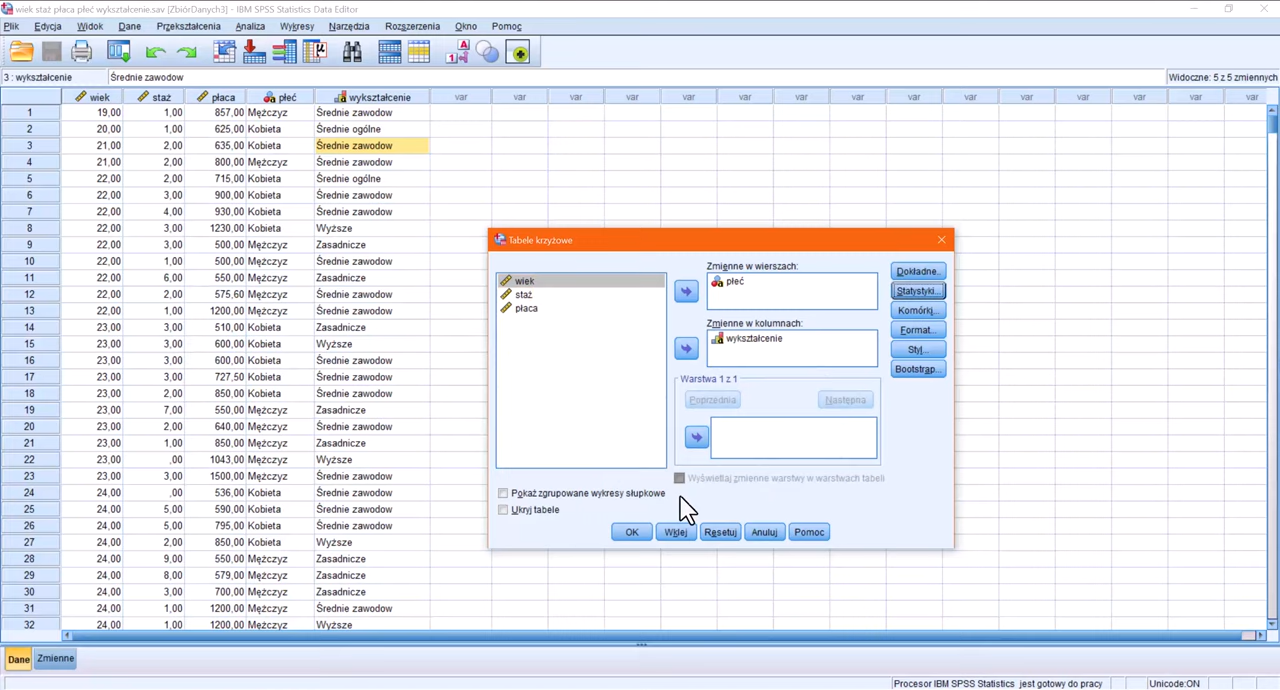 wiek staż płaca płeć wykształcenie.sav [ZbiórDanych3] - IBM SPSS Statistics Data Editor
Plik Edycja Widok Dane Przekształcenia Analiza Wykresy Narzędzia Rozszerzenia Okno Pomoc
3 : wykształcenie Średnie zawodow Widoczne: 5 z 5 zmiennych
wiek staż płaca płeć wykształcenie var var var var var var var var var var var var var var var
1 19,00 1,00 857,00 Mężczyz Średnie zawodow
2 20,00 1,00 625,00 Kobieta Średnie ogólne
3 21,00 2,00 635,00 Kobieta Średnie zawodow
4 21,00 2,00 800,00 Mężczyz Średnie zawodow
5 22,00 2,00 715,00 Kobieta Średnie ogólne
6 22,00 3,00 900,00 Kobieta Średnie zawodow
7 22,00 4,00 930,00 Kobieta Średnie zawodow
8 22,00 3,00 1230,00 Kobieta Wyższe
9 22,00 3,00 500,00 Mężczyz Zasadnicze
10 22,00 1,00 500,00 Mężczyz Średnie zawodow
11 22,00 6,00 550,00 Mężczyz Zasadnicze
12 22,00 2,00 575,60 Mężczyz Średnie zawodow
13 22,00 1,00 1200,00 Mężczyz Średnie zawodow
14 23,00 3,00 510,00 Kobieta Zasadnicze
15 23,00 3,00 600,00 Kobieta Wyższe
16 23,00 3,00 600,00 Kobieta Średnie zawodow
17 23,00 3,00 727,50 Kobieta Średnie zawodow
18 23,00 2,00 850,00 Kobieta Średnie zawodow
19 23,00 7,00 550,00 Mężczyz Zasadnicze
20 23,00 2,00 640,00 Mężczyz Średnie zawodow
21 23,00 1,00 850,00 Mężczyz Zasadnicze
22 23,00 ,00 1043,00 Mężczyz Wyższe
23 23,00 3,00 1500,00 Mężczyz Średnie zawodow
24 24,00 ,00 536,00 Kobieta Średnie zawodow
25 24,00 5,00 590,00 Kobieta Średnie zawodow
26 24,00 5,00 795,00 Kobieta Średnie zawodow
27 24,00 2,00 850,00 Kobieta Wyższe
28 24,00 9,00 550,00 Mężczyz Zasadnicze
29 24,00 8,00 579,00 Mężczyz Zasadnicze
30 24,00 3,00 700,00 Mężczyz Zasadnicze
31 24,00 1,00 1200,00 Mężczyz Średnie zawodow
32 24,00 1,00 1200,00 Mężczyz Wyższe
Tabele krzyżowe
wiek
staż
płaca
Zmienne w wierszach:
płeć
Zmienne w kolumnach:
wykształcenie
Warstwa 1 z 1
Poprzednia Następna
Wyświetlaj zmienne warstwy w warstwach tabeli
Dokładne...
Statystyki...
Komórki...
Format...
Styl...
Bootstrap...
Pokaż zgrupowane wykresy słupkowe
Ukryj tabele
OK Wklej Resetuj Anuluj Pomoc
Dane Zmienne
Procesor IBM SPSS Statistics jest gotowy do pracy Unicode:ON